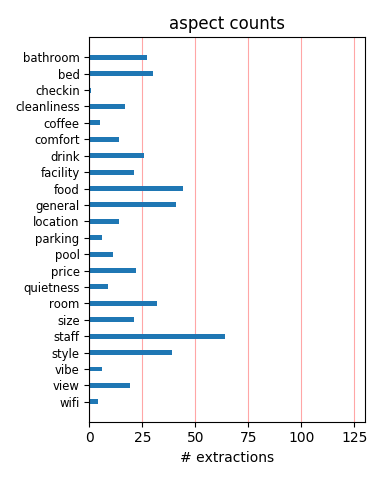 aspect counts
bathroom
bed
checkin
cleanliness
coffee
comfort
drink
facility
food
general
location
parking
pool
price
quietness
room
size
staff
style
vibe
view
wifi
0 25 50 75 100 125
# extractions